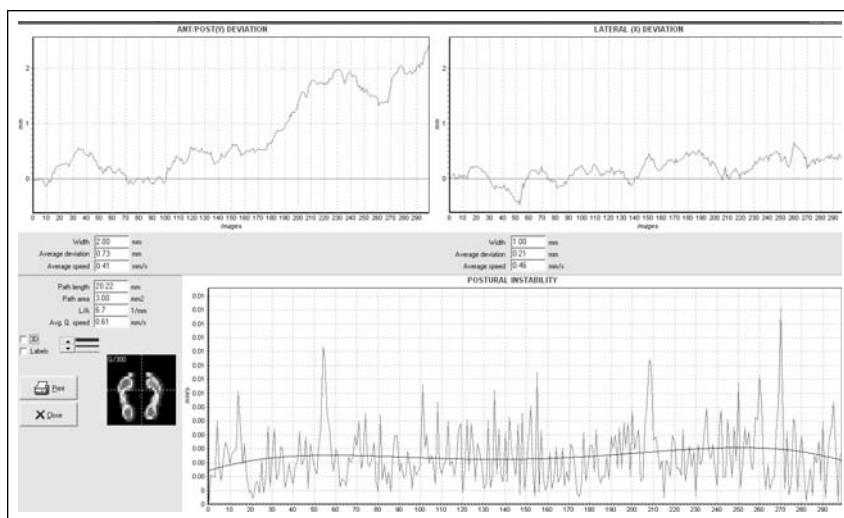 ANT/POST(Y) DEVIATION
LATERAL (X) DEVIATION
2
1
0
mm
0 10 20 30 40 50 60 70 80 90 100 110 120 130 140 150 160 170 180 190 200 210 220 230 240 250 260 270 280 290
Images
2
1
0
mm
0 10 20 30 40 50 60 70 80 90 100 110 120 130 140 150 160 170 180 190 200 210 220 230 240 250 260 270 280 290
Images
Width 2.00 mm
Average deviation 0.73 mm
Average speed 0.41 mm/s
Width 1.00 mm
Average deviation 0.21 mm
Average speed 0.46 mm/s
Path length 20.22 mm
Path area 3.00 mm2
L/A 6.7 1/mm
Avg. Q. speed 0.61 mm/s
3D
Labels
Print
Close
POSTURAL INSTABILITY
0.01
0.01
0.01
0.01
0.01
0.00
0.00
0.00
0.00
0.00
0
mm/s
0 10 20 30 40 50 60 70 80 90 100 110 120 130 140 150 160 170 180 190 200 210 220 230 240 250 260 270 280 290